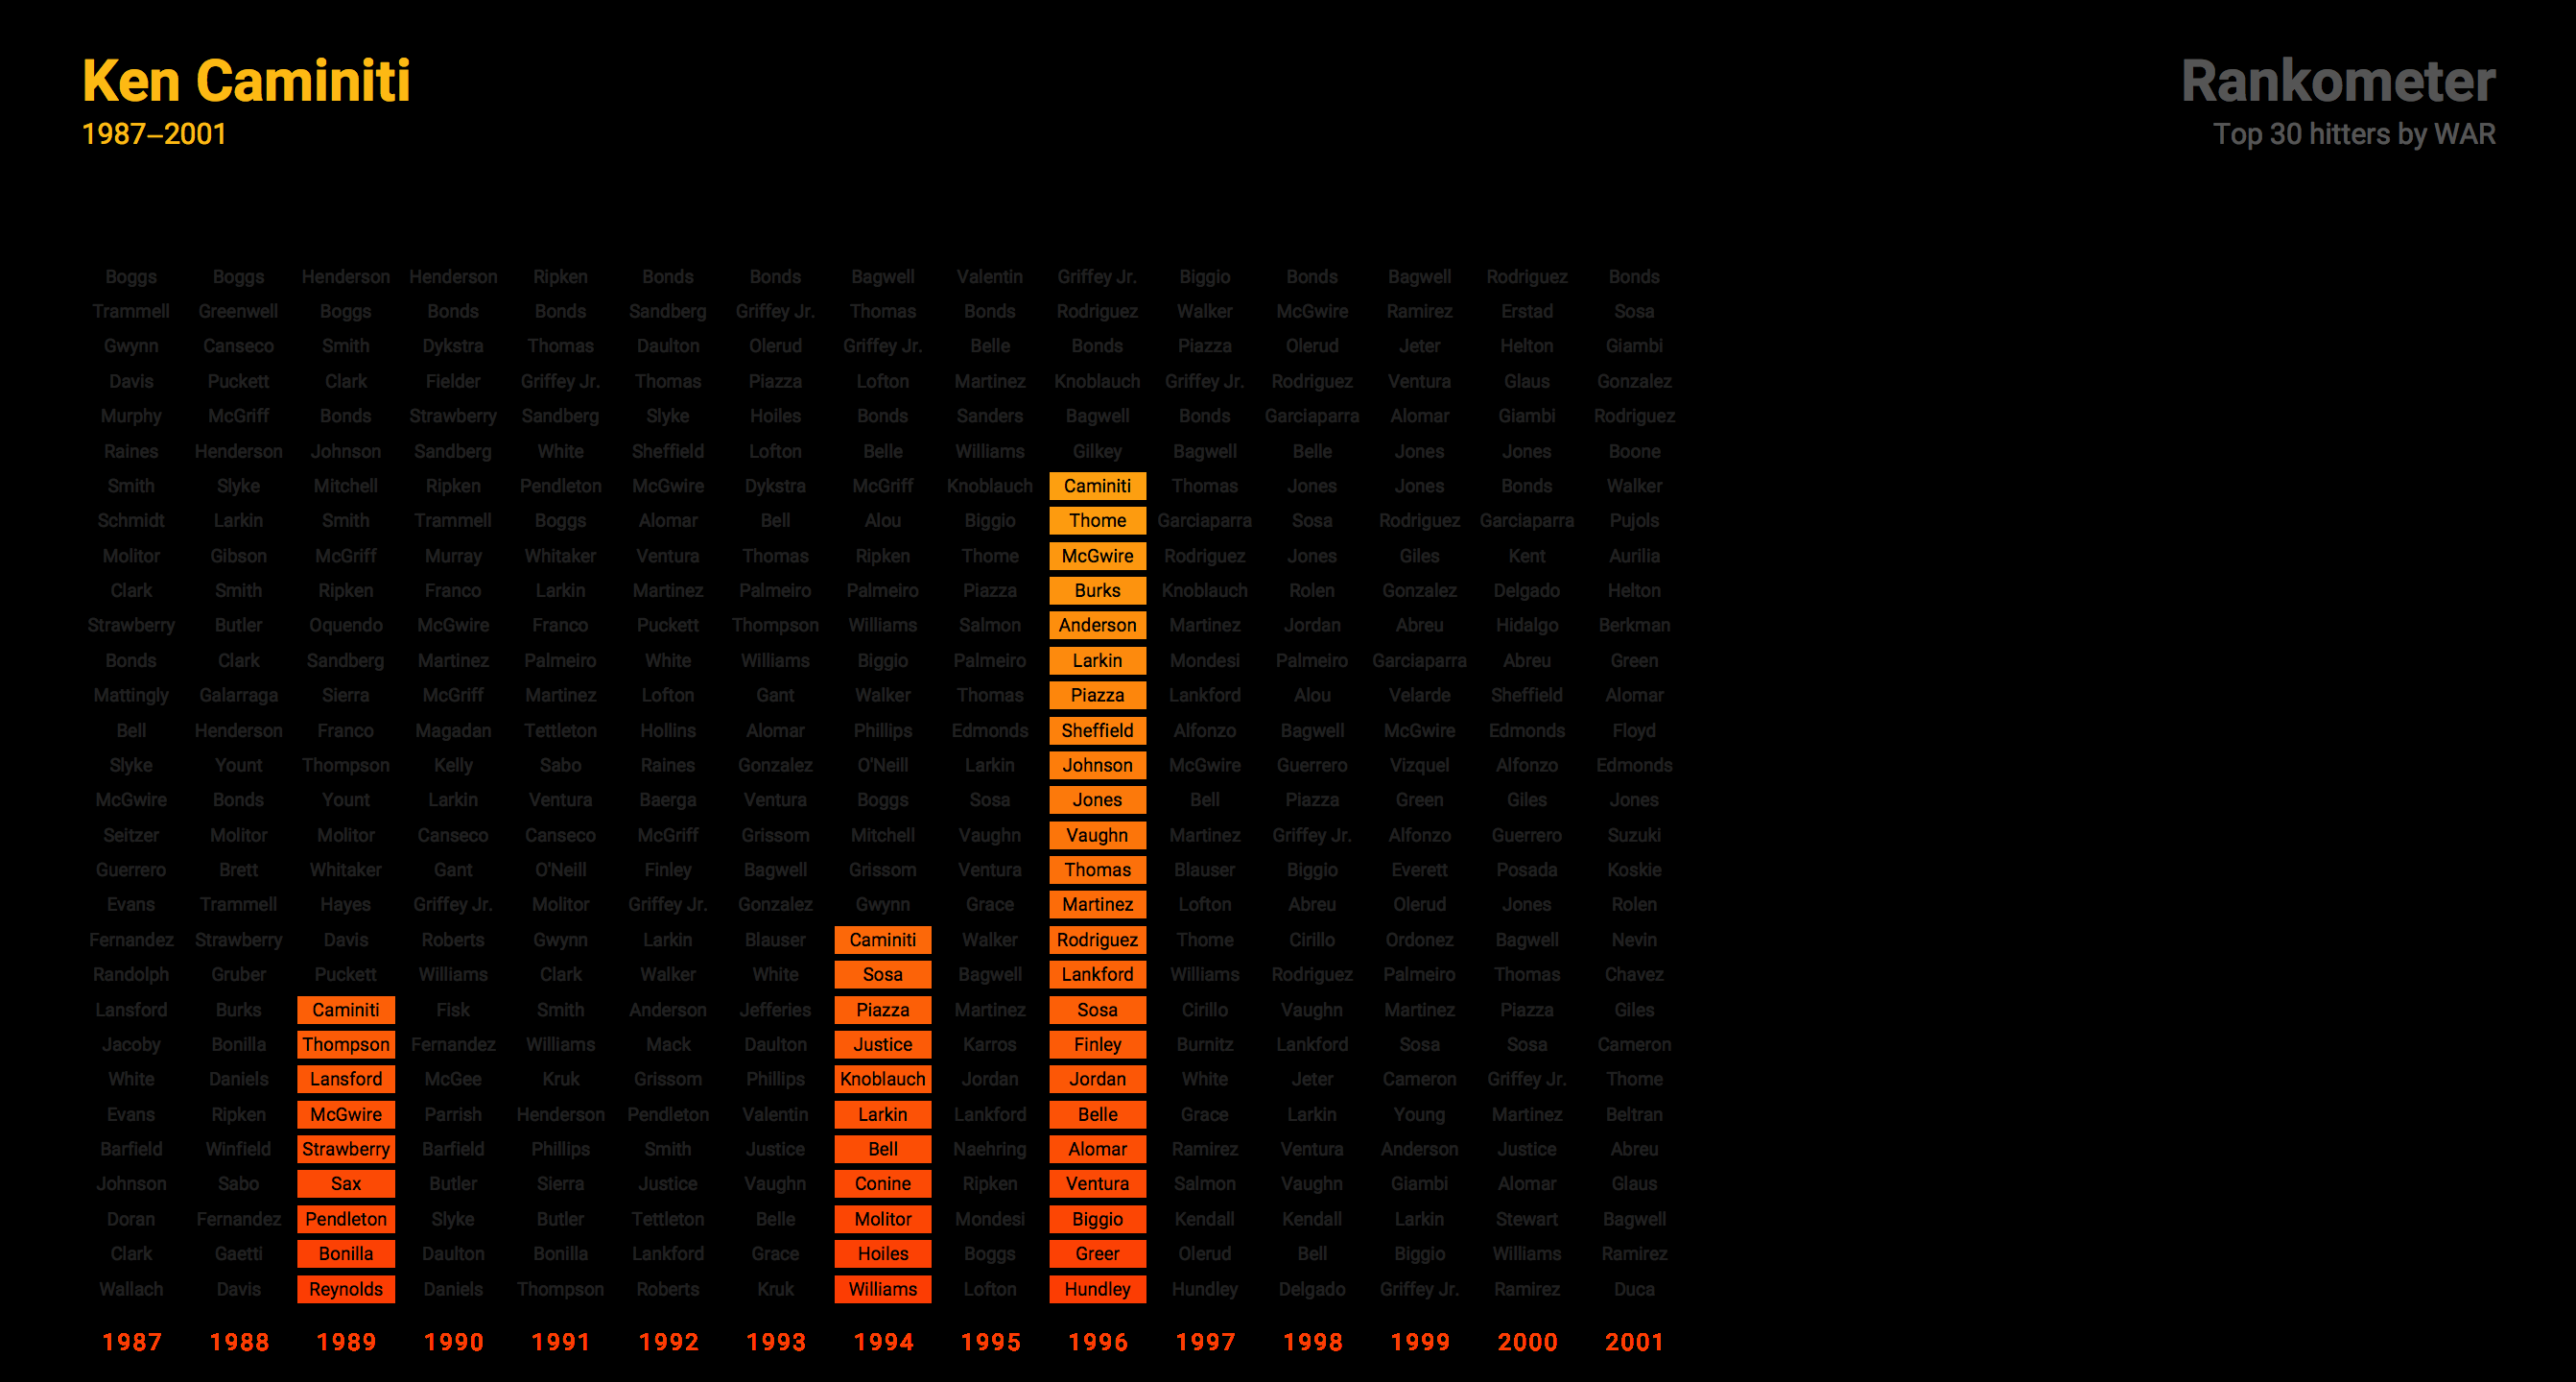 Ken Caminiti
1987–2001
Rankometer
Top 30 hitters by WAR
Boggs Boggs Henderson Henderson Ripken Bonds Bonds Bagwell Valentin Griffey Jr. Biggio Bonds Bagwell Rodriguez Bonds
Trammell Greenwell Boggs Bonds Bonds Sandberg Griffey Jr. Thomas Bonds Rodriguez Walker McGwire Ramirez Erstad Sosa
Gwynn Canseco Smith Dykstra Thomas Daulton Olerud Griffey Jr. Belle Bonds Piazza Olerud Jeter Helton Giambi
Davis Puckett Clark Fielder Griffey Jr. Thomas Piazza Lofton Martinez Knoblauch Griffey Jr. Rodriguez Ventura Glaus Gonzalez
Murphy McGriff Bonds Strawberry Sandberg Slyke Hoiles Bonds Sanders Bagwell Bonds Garciaparra Alomar Giambi Rodriguez
Raines Henderson Johnson Sandberg White Sheffield Lofton Belle Williams Gilkey Bagwell Belle Jones Jones Boone
Smith Slyke Mitchell Ripken Pendleton McGwire Dykstra McGriff Knoblauch Caminiti Thomas Jones Jones Bonds Walker
Schmidt Larkin Smith Trammell Boggs Alomar Bell Alou Biggio Thome Garciaparra Sosa Rodriguez Garciaparra Pujols
Molitor Gibson McGriff Murray Whitaker Ventura Thomas Ripken Thome McGwire Rodriguez Jones Giles Kent Aurilia
Clark Smith Ripken Franco Larkin Martinez Palmeiro Palmeiro Piazza Burks Knoblauch Rolen Gonzalez Delgado Helton
Strawberry Butler Oquendo McGwire Franco Puckett Thompson Williams Salmon Anderson Martinez Jordan Abreu Hidalgo Berkman
Bonds Clark Sandberg Martinez Palmeiro White Williams Biggio Palmeiro Larkin Mondesi Palmeiro Garciaparra Abreu Green
Mattingly Galarraga Sierra McGriff Martinez Lofton Gant Walker Thomas Piazza Lankford Alou Velarde Sheffield Alomar
Bell Henderson Franco Magadan Tettleton Hollins Alomar Phillips Edmonds Sheffield Alfonzo Bagwell McGwire Edmonds Floyd
Slyke Yount Thompson Kelly Sabo Raines Gonzalez O'Neill Larkin Johnson McGwire Guerrero Vizquel Alfonzo Edmonds
McGwire Bonds Yount Larkin Ventura Baerga Ventura Boggs Sosa Jones Bell Piazza Green Giles Jones
Seitzer Molitor Molitor Canseco Canseco McGriff Grissom Mitchell Vaughn Vaughn Martinez Griffey Jr. Alfonzo Guerrero Suzuki
Guerrero Brett Whitaker Gant O'Neill Finley Bagwell Grissom Ventura Thomas Blauser Biggio Everett Posada Koskie
Evans Trammell Hayes Griffey Jr. Molitor Griffey Jr. Gonzalez Gwynn Grace Martinez Lofton Abreu Olerud Jones Rolen
Fernandez Strawberry Davis Roberts Gwynn Larkin Blauser Caminiti Walker Rodriguez Thome Cirillo Ordonez Bagwell Nevin
Randolph Gruber Puckett Williams Clark Walker White Sosa Bagwell Lankford Williams Rodriguez Palmeiro Thomas Chavez
Lansford Burks Caminiti Fisk Smith Anderson Jefferies Piazza Martinez Sosa Cirillo Vaughn Martinez Piazza Giles
Jacoby Bonilla Thompson Fernandez Williams Mack Daulton Justice Karros Finley Burnitz Lankford Sosa Sosa Cameron
White Daniels Lansford McGee Kruk Grissom Phillips Knoblauch Jordan Jordan White Jeter Cameron Griffey Jr. Thome
Evans Ripken McGwire Parrish Henderson Pendleton Valentin Larkin Lankford Belle Grace Larkin Young Martinez Beltran
Barfield Winfield Strawberry Barfield Phillips Smith Justice Bell Naehring Alomar Ramirez Ventura Anderson Justice Abreu
Johnson Sabo Sax Butler Sierra Justice Vaughn Conine Ripken Ventura Salmon Vaughn Giambi Alomar Glaus
Doran Fernandez Pendleton Slyke Butler Tettleton Belle Molitor Mondesi Biggio Kendall Kendall Larkin Stewart Bagwell
Clark Gaetti Bonilla Daulton Bonilla Lankford Grace Hoiles Boggs Greer Olerud Bell Biggio Williams Ramirez
Wallach Davis Reynolds Daniels Thompson Roberts Kruk Williams Lofton Hundley Hundley Delgado Griffey Jr. Ramirez Duca
1987 1988 1989 1990 1991 1992 1993 1994 1995 1996 1997 1998 1999 2000 2001